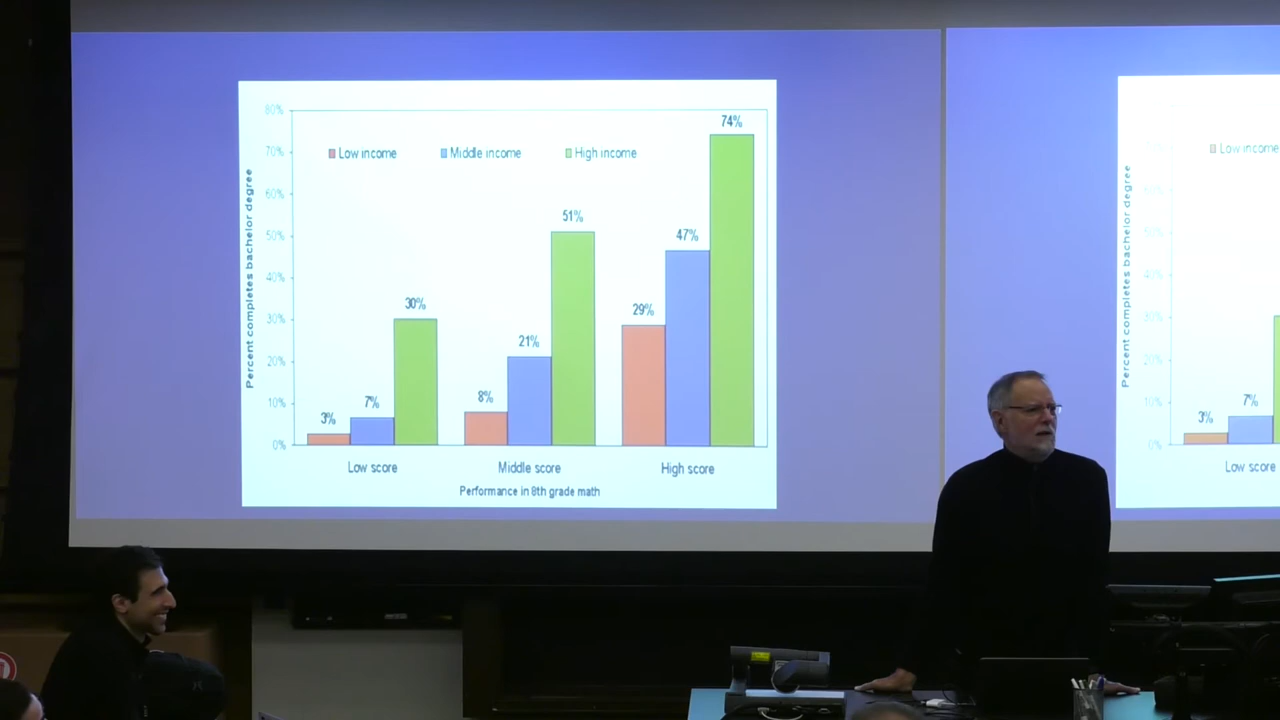 80%
70%
60%
50%
40%
30%
20%
10%
0%
Percent completes bachelor degree
Low income Middle income High income
3% 7% 30%
8% 21% 51%
29% 47% 74%
Low score Middle score High score
Performance in 8th grade math
Percent completes bachelor degree
Low income
3% 7%
Low score